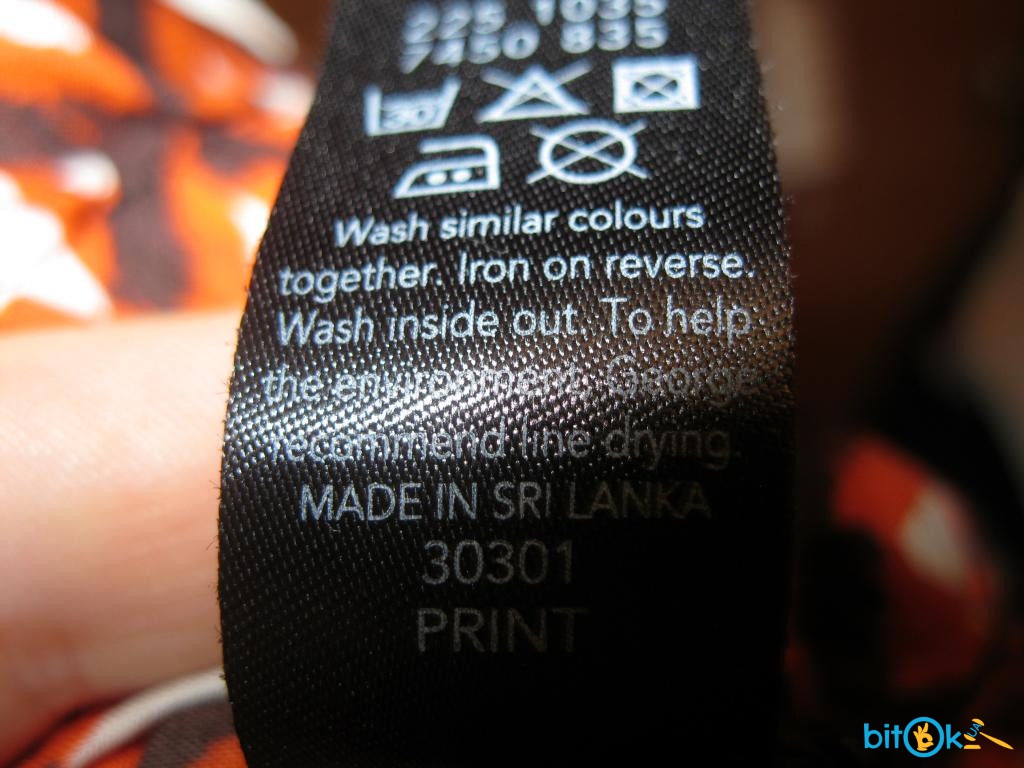 225 1035
7450 835
30
Wash similar colours
together. Iron on reverse.
Wash inside out. To help
the environment, George
recommend line drying.
MADE IN SRI LANKA
30301
PRINT
bitOk UA